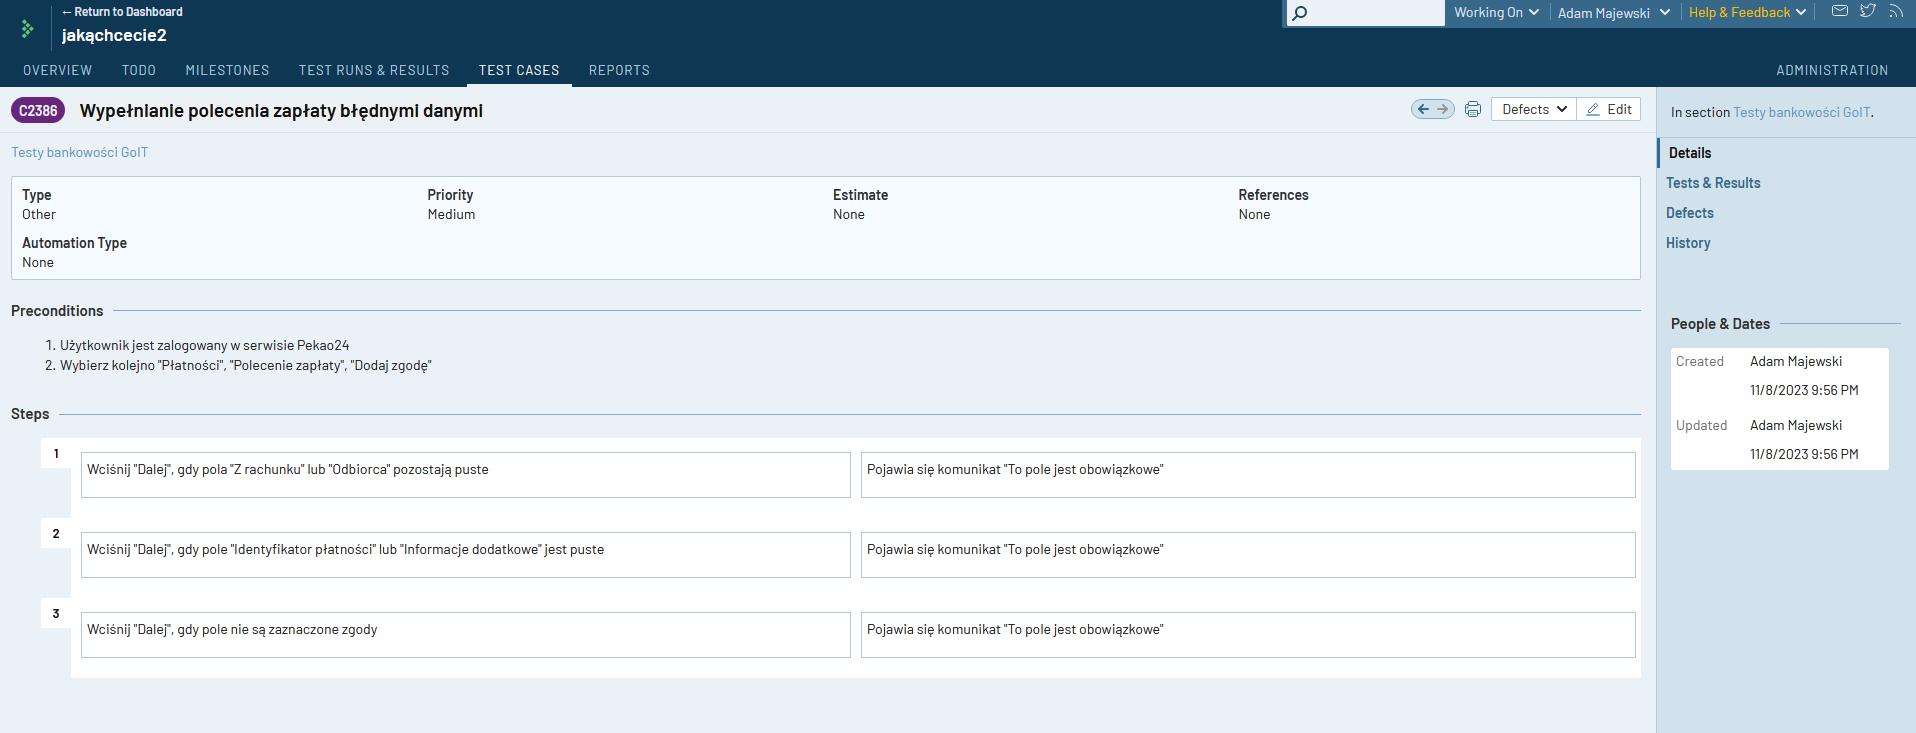 ← Return to Dashboard
jakąchcecie2
Working On
Adam Majewski
Help & Feedback
OVERVIEW TODO MILESTONES TEST RUNS & RESULTS TEST CASES REPORTS ADMINISTRATION
C2386 Wypełnianie polecenia zapłaty błędnymi danymi
Defects Edit
Testy bankowości GoIT
Type Priority Estimate References
Other Medium None None
Automation Type
None
Preconditions
1. Użytkownik jest zalogowany w serwisie Pekao24
2. Wybierz kolejno "Płatności", "Polecenie zapłaty", "Dodaj zgodę"
Steps
1 Wciśnij "Dalej", gdy pola "Z rachunku" lub "Odbiorca" pozostają puste Pojawia się komunikat "To pole jest obowiązkowe"
2 Wciśnij "Dalej", gdy pole "Identyfikator płatności" lub "Informacje dodatkowe" jest puste Pojawia się komunikat "To pole jest obowiązkowe"
3 Wciśnij "Dalej", gdy pole nie są zaznaczone zgody Pojawia się komunikat "To pole jest obowiązkowe"
In section Testy bankowości GoIT.
Details
Tests & Results
Defects
History
People & Dates
Created Adam Majewski
11/8/2023 9:56 PM
Updated Adam Majewski
11/8/2023 9:56 PM